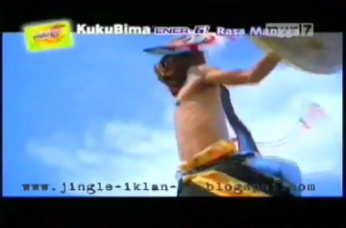 KukuBima ENER G Rasa Mangga 7
www.jingle-iklan- blogspot.com